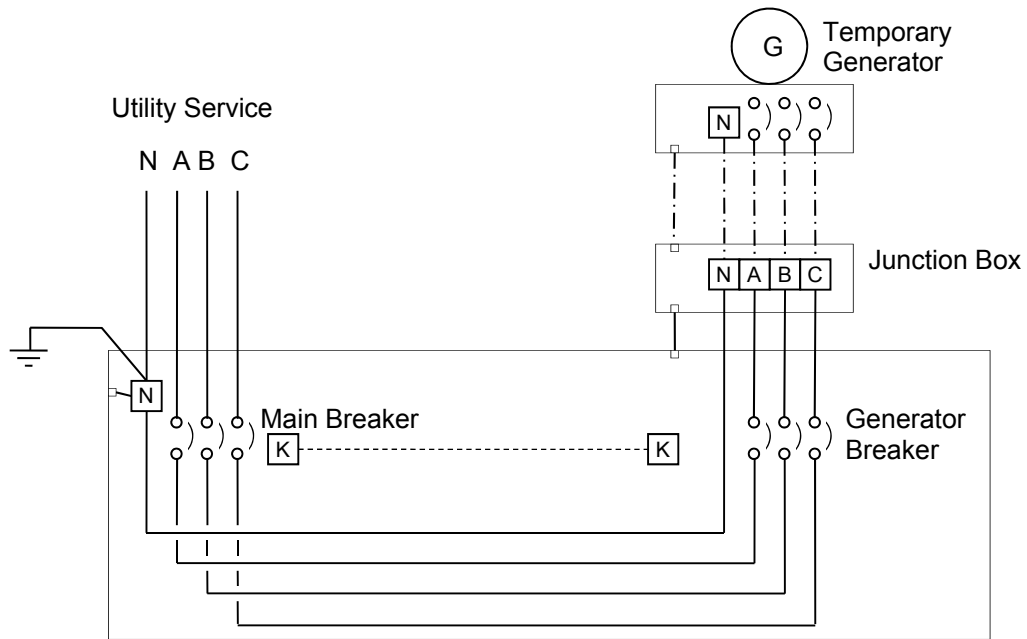 G
Temporary
Generator
N
Utility Service
N A B C
Junction Box
N A B C
N
Main Breaker
K
K
Generator
Breaker